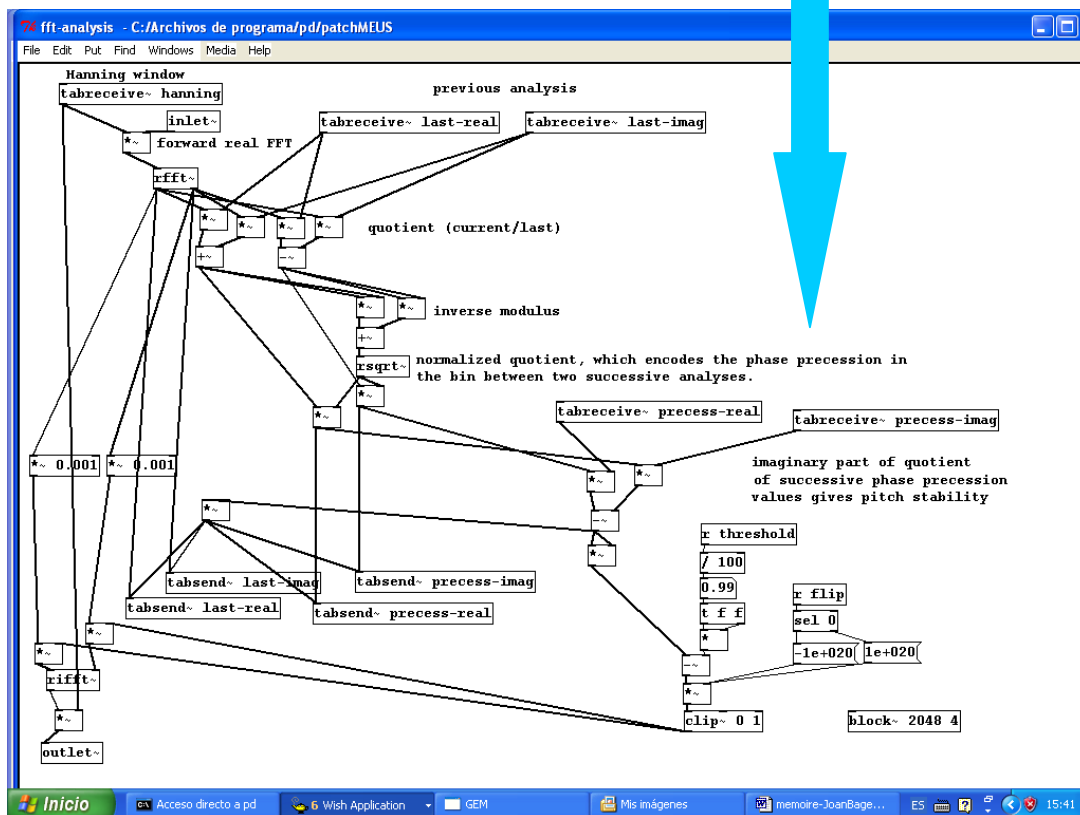 fft-analysis - C:/Archivos de programa/pd/patchMEUS
File Edit Put Find Windows Media Help
Hanning window
tabreceive~ hanning
previous analysis
inlet~
tabreceive~ last-real
tabreceive~ last-imag
*~
forward real FFT
rfft~
*~
*~
*~
*~
quotient (current/last)
+~
-~
*~
*~
inverse modulus
+~
rsqrt~
normalized quotient, which encodes the phase precession in
the bin between two successive analyses.
*~
*~
tabreceive~ precess-real
tabreceive~ precess-imag
*~ 0.001
*~ 0.001
*~
*~
imaginary part of quotient
of successive phase precession
values gives pitch stability
*~
-~
r threshold
*~
/ 100
tabsend~ last-imag
tabsend~ precess-imag
0.99
r flip
tabsend~ last-real
tabsend~ precess-real
t f f
sel 0
*~
*
*~
-1e+020
1e+020
-~
rifft~
*~
*~
clip~ 0 1
block~ 2048 4
outlet~
Inicio
Acceso directo a pd
6 Wish Application
GEM
Mis imágenes
memoire-JoanBage...
ES
15:41